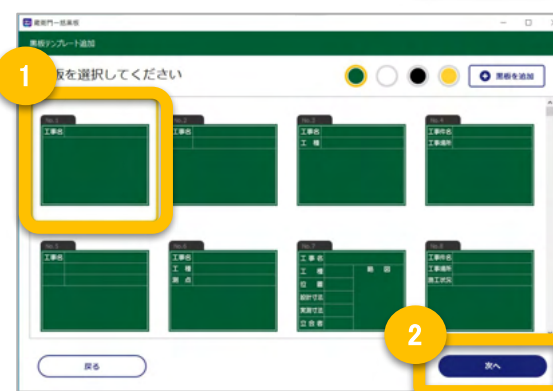 蔵衛門一括黒板
黒板テンプレート追加
1
板を選択してください
黒板を追加
No.1
No.2
No.3
No.4
工事名
工事名
工事名
工種
工事件名
工事場所
No.5
No.6
No.7
No.8
工事名
工事名
工種
測点
工事名
工種
位置
設計寸法
実測寸法
立会者
略図
工事件名
工事場所
施工状況
2
戻る
次へ